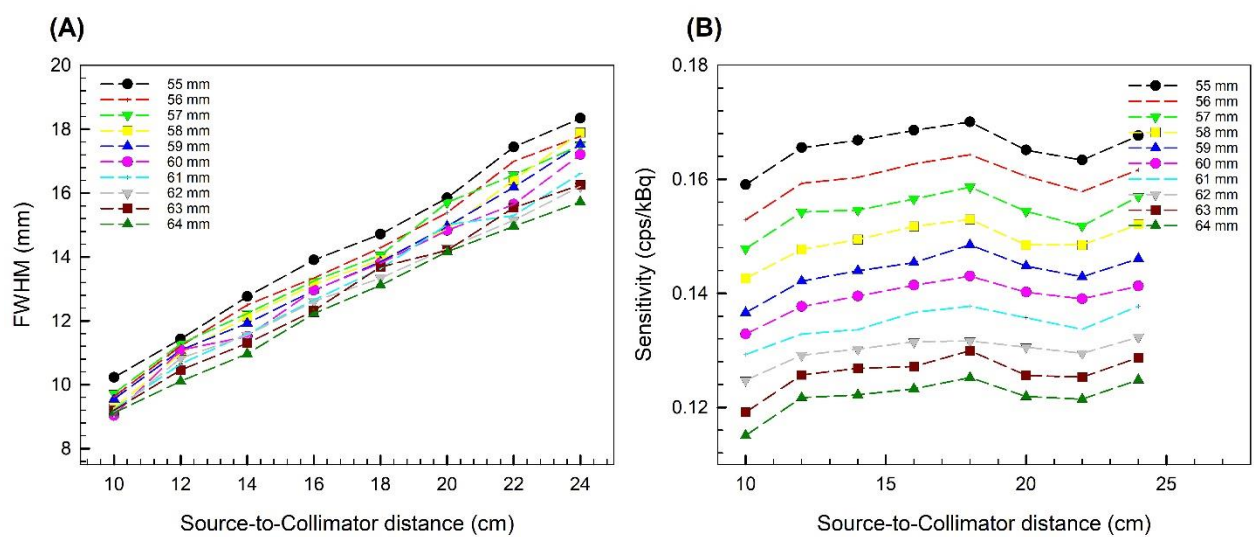 (A)
20
18
16
14
12
10
8
FWHM (mm)
55 mm
56 mm
57 mm
58 mm
59 mm
60 mm
61 mm
62 mm
63 mm
64 mm
10 12 14 16 18 20 22 24
Source-to-Collimator distance (cm)
(B)
0.18
0.16
0.14
0.12
Sensitivity (cps/kBq)
55 mm
56 mm
57 mm
58 mm
59 mm
60 mm
61 mm
62 mm
63 mm
64 mm
10 15 20 25
Source-to-Collimator distance (cm)